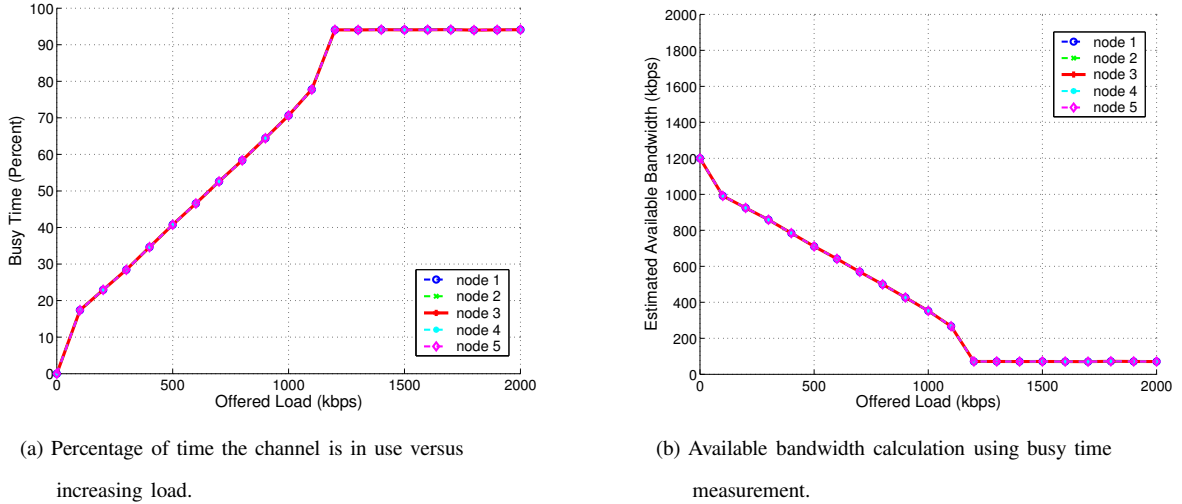 100
90
80
70
60
50
40
30
20
10
0
Busy Time (Percent)
node 1
node 2
node 3
node 4
node 5
0 500 1000 1500 2000
Offered Load (kbps)
(a) Percentage of time the channel is in use versus
increasing load.
2000
1800
1600
1400
1200
1000
800
600
400
200
0
Estimated Available Bandwidth (kbps)
node 1
node 2
node 3
node 4
node 5
0 500 1000 1500 2000
Offered Load (kbps)
(b) Available bandwidth calculation using busy time
measurement.